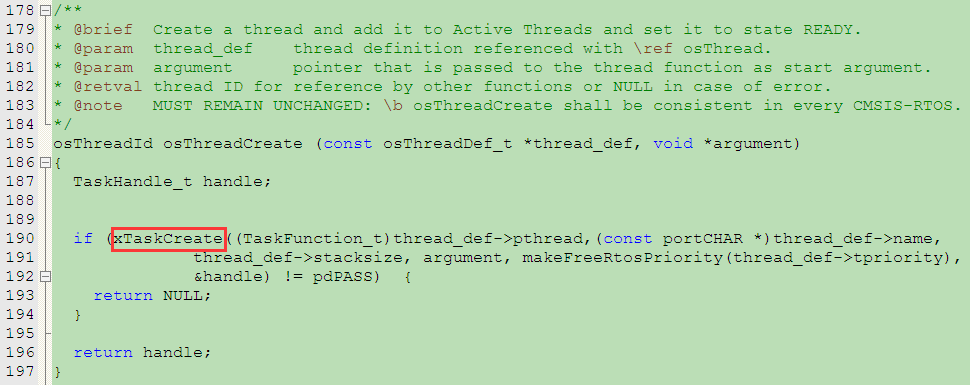 178 /**
179 * @brief  Create a thread and add it to Active Threads and set it to state READY.
180 * @param  thread_def    thread definition referenced with \ref osThread.
181 * @param  argument      pointer that is passed to the thread function as start argument.
182 * @retval thread ID for reference by other functions or NULL in case of error.
183 * @note   MUST REMAIN UNCHANGED: \b osThreadCreate shall be consistent in every CMSIS-RTOS.
184 */
185 osThreadId osThreadCreate (const osThreadDef_t *thread_def, void *argument)
186 {
187   TaskHandle_t handle;
188
189
190   if (xTaskCreate((TaskFunction_t)thread_def->pthread,(const portCHAR *)thread_def->name,
191               thread_def->stacksize, argument, makeFreeRtosPriority(thread_def->tpriority),
192               &handle) != pdPASS)  {
193     return NULL;
194   }
195
196   return handle;
197 }